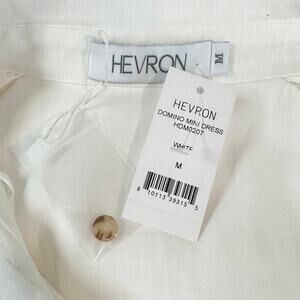 HEVRON
M
HEVRON
DOMINO MINI DRESS
HDM0207
WHITE
M
8 10113 39315 5